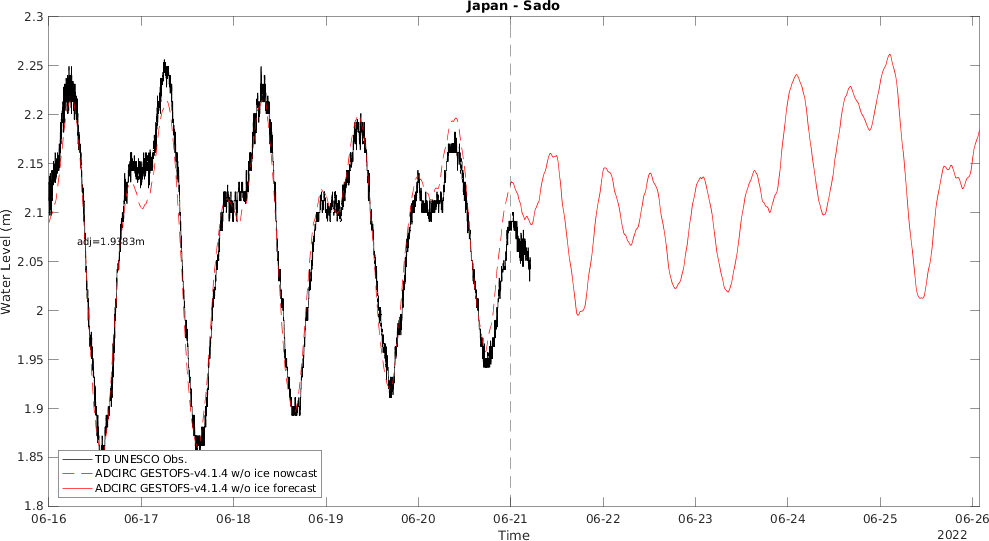 Japan - Sado
2.3
2.25
2.2
2.15
2.1
2.05
2
1.95
1.9
1.85
1.8
Water Level (m)
adj=1.9383m
TD UNESCO Obs.
ADCIRC GESTOFS-v4.1.4 w/o ice nowcast
ADCIRC GESTOFS-v4.1.4 w/o ice forecast
06-16 06-17 06-18 06-19 06-20 06-21 06-22 06-23 06-24 06-25 06-26
Time
2022